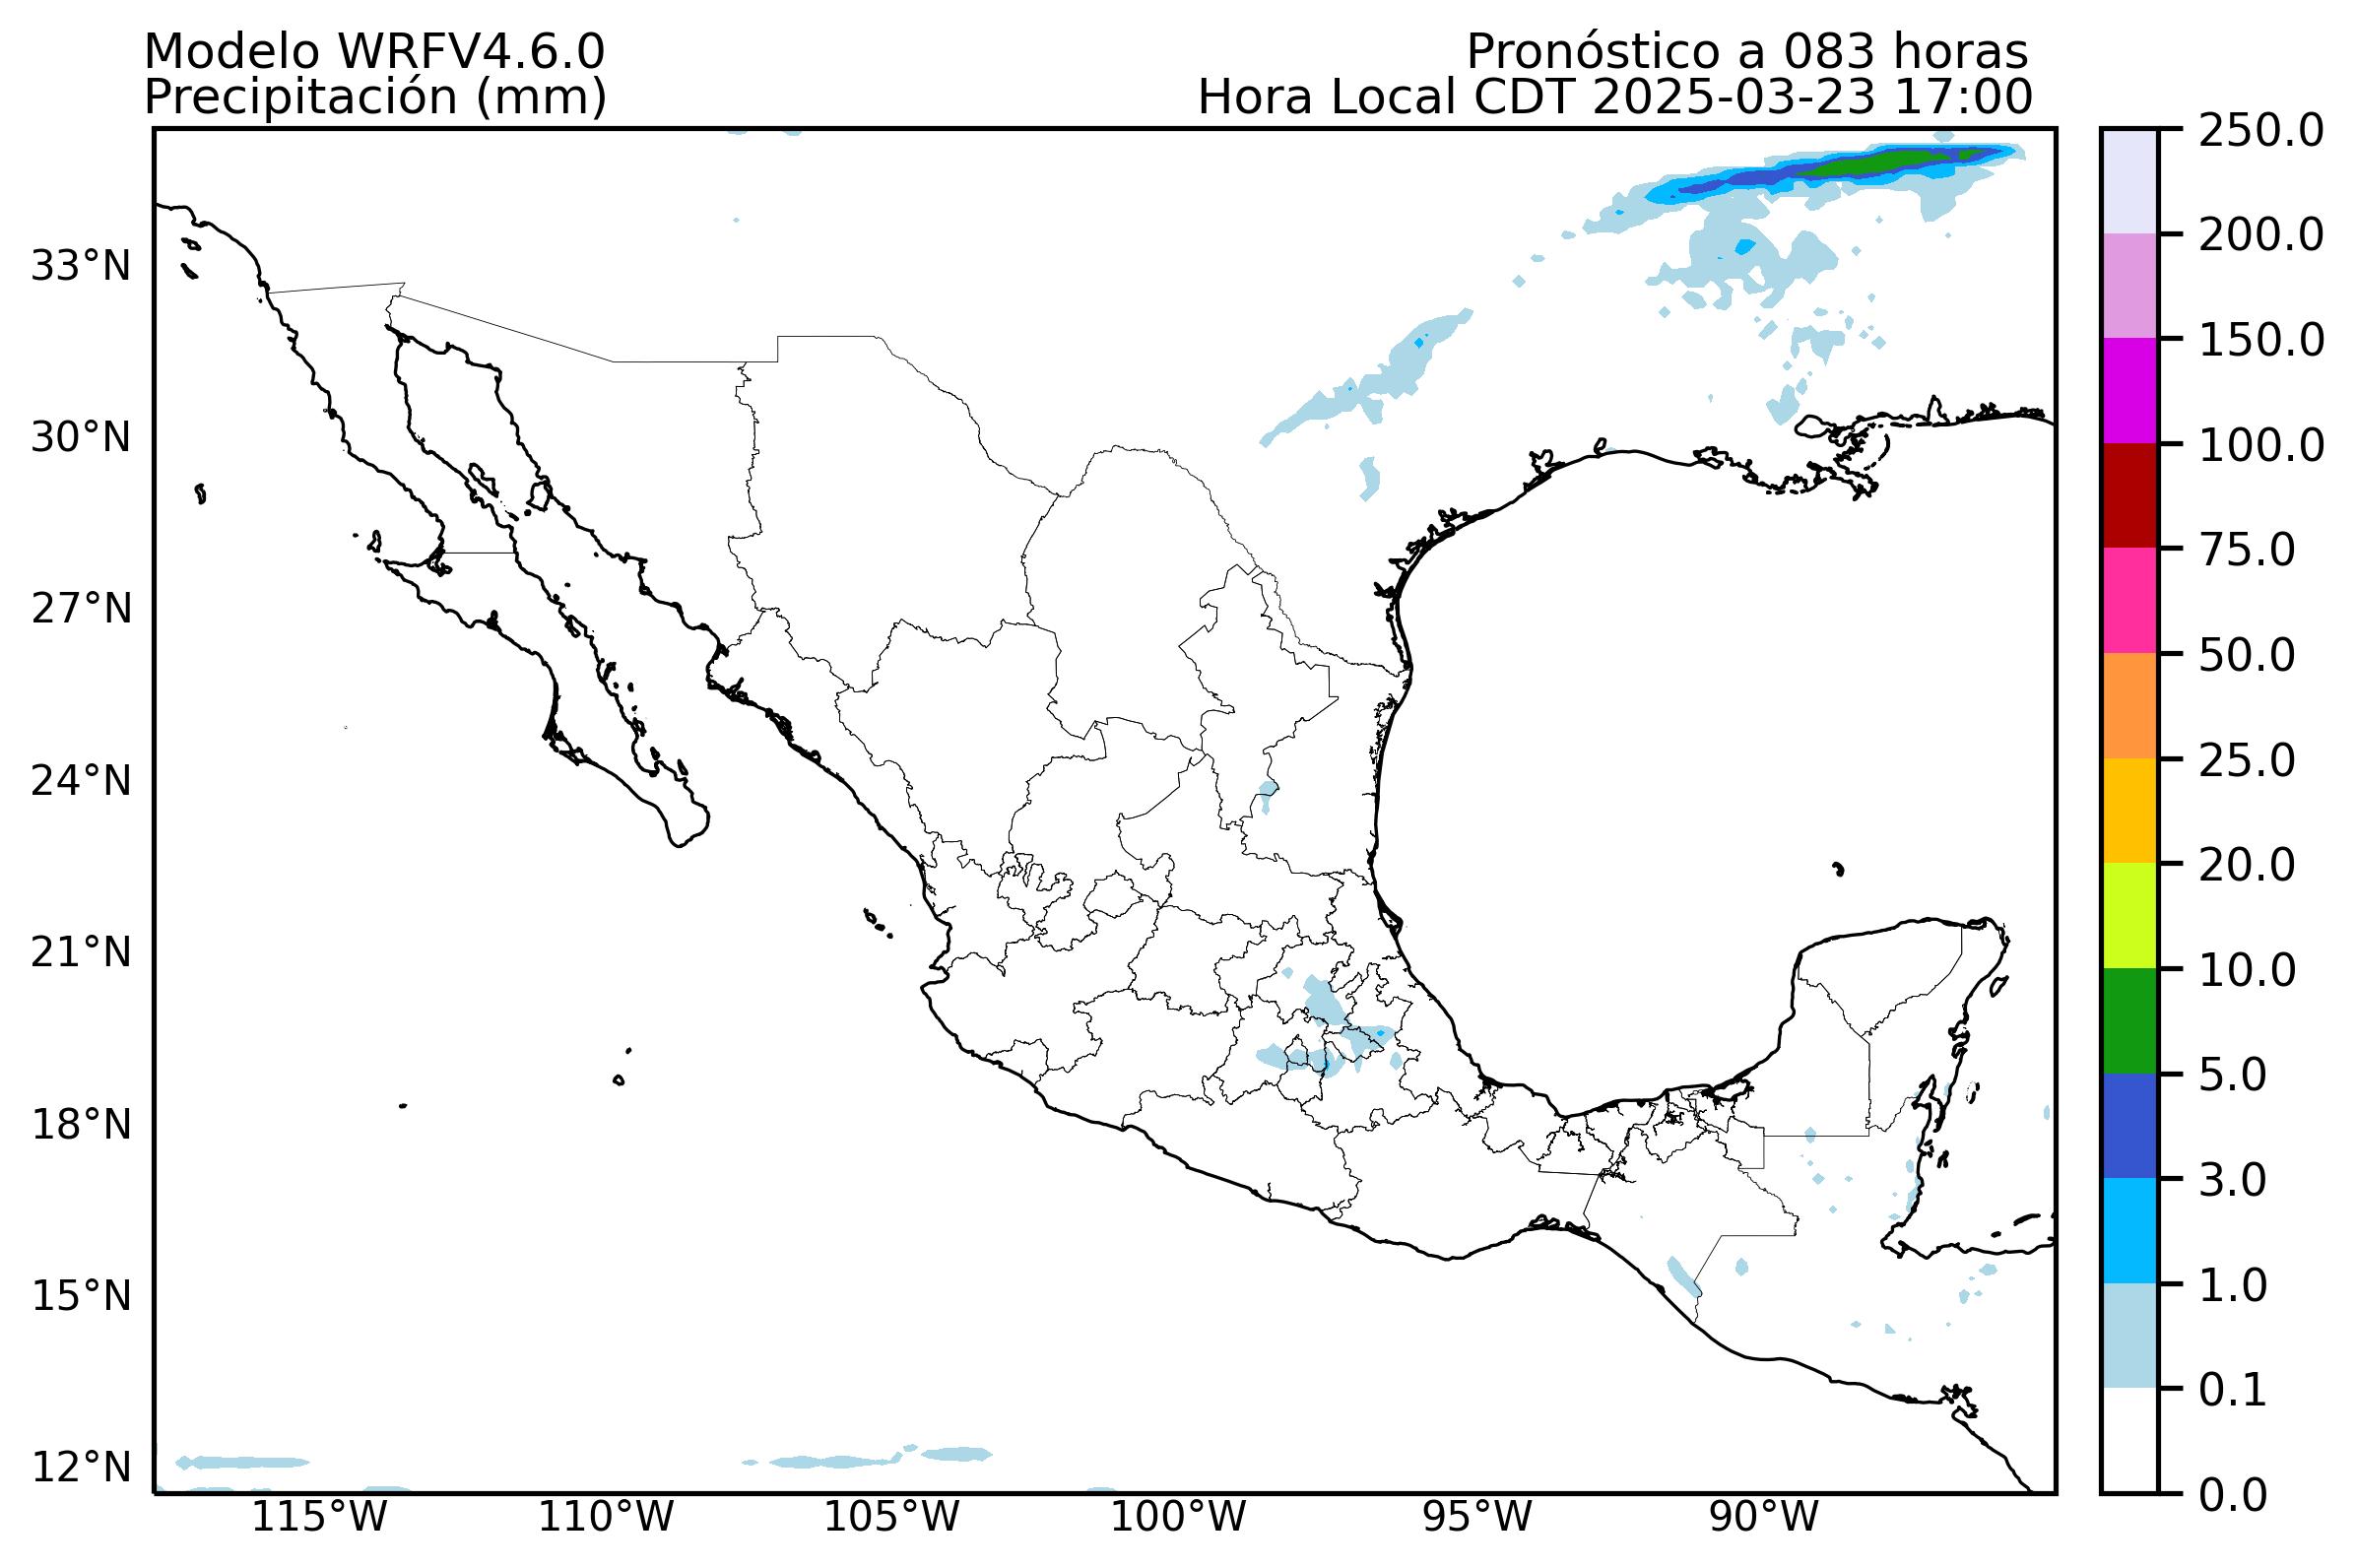 Modelo WRFV4.6.0
Precipitación (mm)
Pronóstico a 083 horas
Hora Local CDT 2025-03-23 17:00
33°N
30°N
27°N
24°N
21°N
18°N
15°N
12°N
115°W
110°W
105°W
100°W
95°W
90°W
250.0
200.0
150.0
100.0
75.0
50.0
25.0
20.0
10.0
5.0
3.0
1.0
0.1
0.0